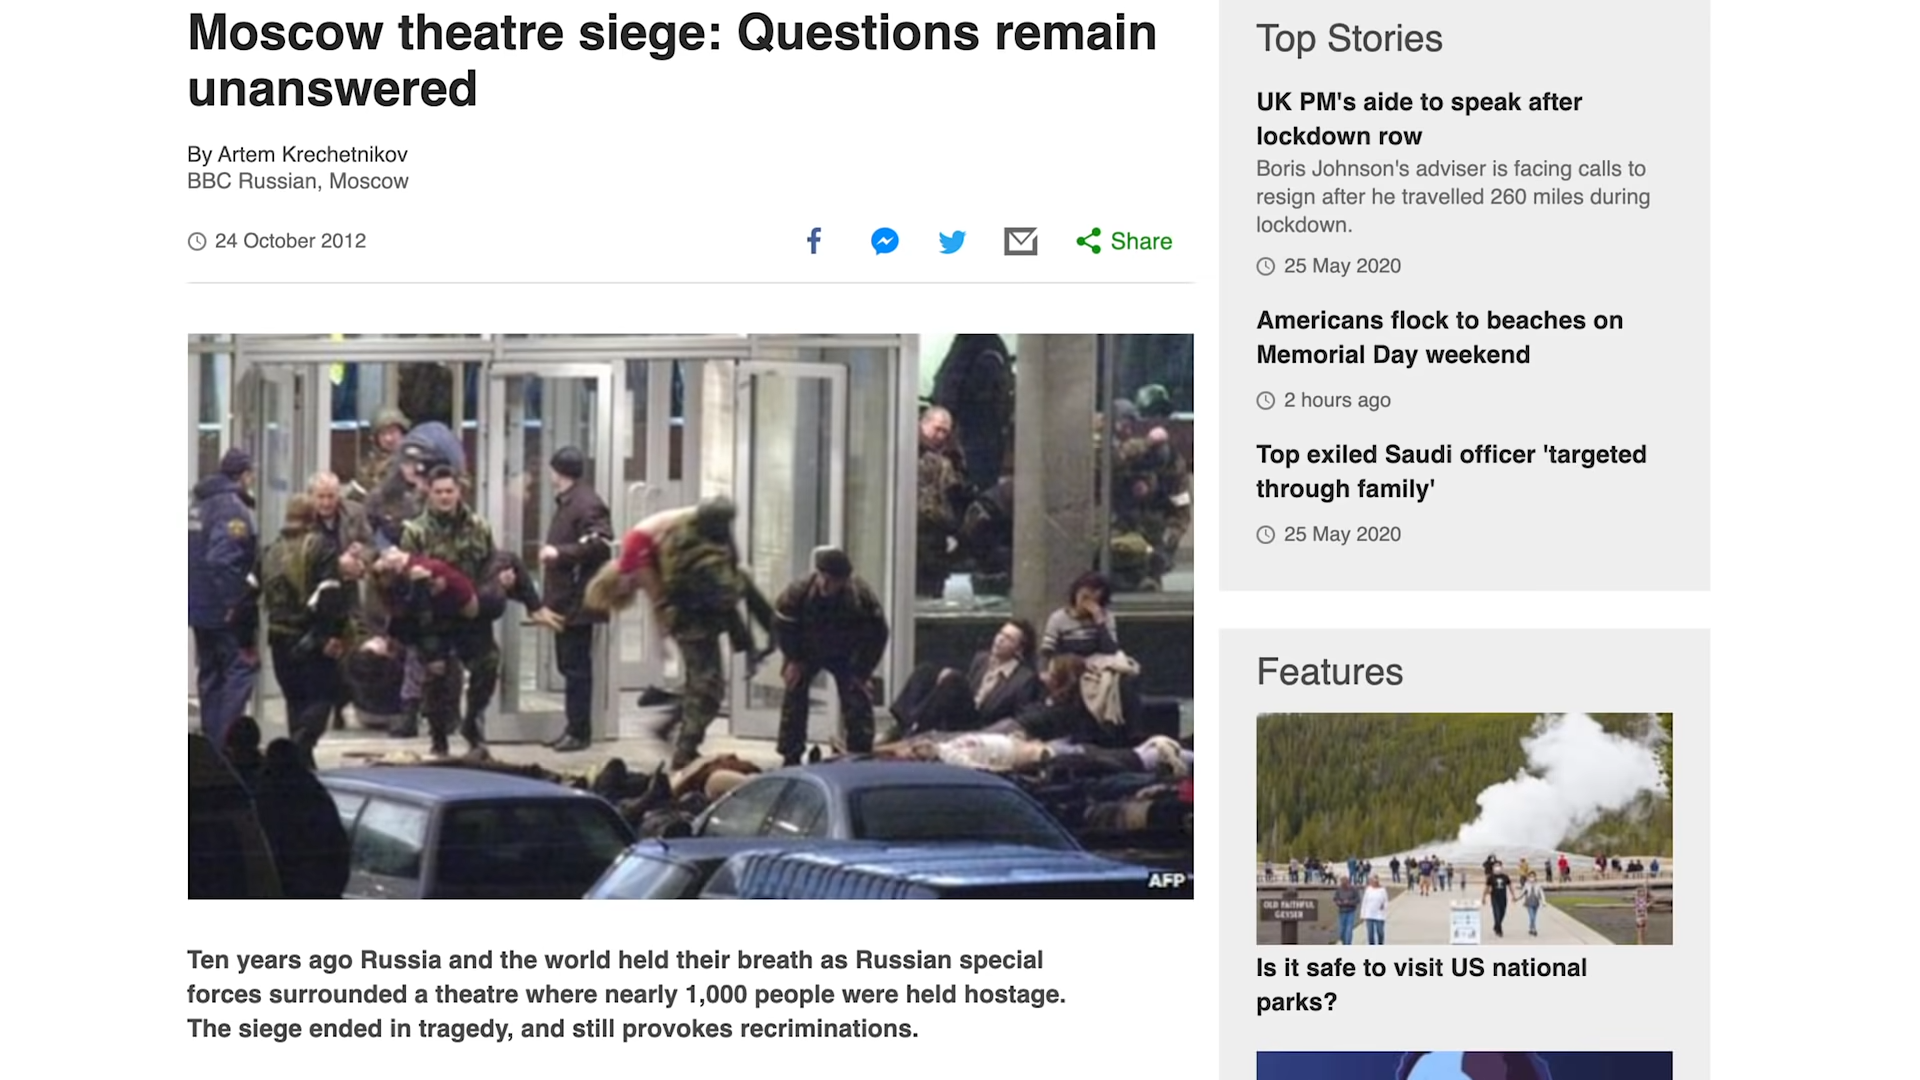 Moscow theatre siege: Questions remain
unanswered
By Artem Krechetnikov
BBC Russian, Moscow
24 October 2012
Share
AFP
Ten years ago Russia and the world held their breath as Russian special
forces surrounded a theatre where nearly 1,000 people were held hostage.
The siege ended in tragedy, and still provokes recriminations.
Top Stories
UK PM's aide to speak after
lockdown row
Boris Johnson's adviser is facing calls to
resign after he travelled 260 miles during
lockdown.
25 May 2020
Americans flock to beaches on
Memorial Day weekend
2 hours ago
Top exiled Saudi officer 'targeted
through family'
25 May 2020
Features
OLD FAITHFUL
GEYSER
Is it safe to visit US national
parks?